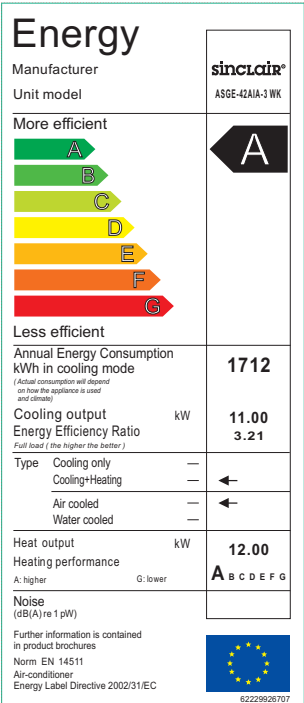 Energy
Manufacturer
sinclair®
Unit model
ASGE-42AIA-3 WK
More efficient
A
A
B
C
D
E
F
G
Less efficient
Annual Energy Consumption
kWh in cooling mode
1712
( Actual consumption will depend
on how the appliance is used
and climate)
Cooling output kW 11.00
Energy Efficiency Ratio 3.21
Full load ( the higher the better )
Type Cooling only —
Cooling+Heating —
Air cooled —
Water cooled —
Heat output kW 12.00
Heating performance
A: higher G: lower
A B C D E F G
Noise
(dB(A) re 1 pW)
Further information is contained
in product brochures
Norm EN 14511
Air-conditioner
Energy Label Directive 2002/31/EC
62229926707